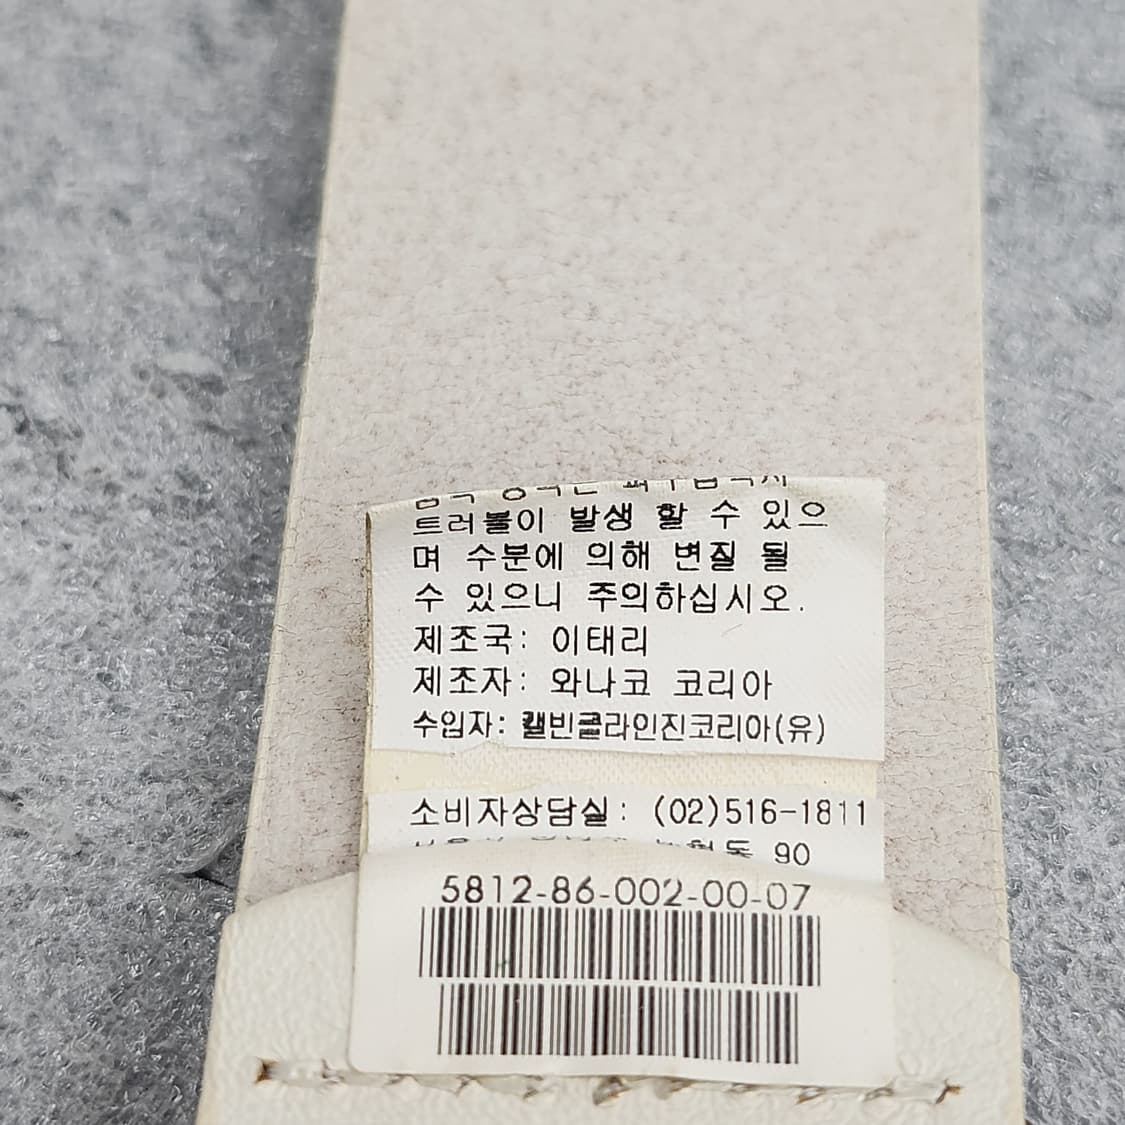 트러블이 발생 할 수 있으
며 수분에 의해 변질 될
수 있으니 주의하십시오.
제조국: 이태리
제조자: 와나코 코리아
수입자: 캘빈클라인진코리아(유)
소비자상담실: (02)516-1811
90
5812-86-002-00-07